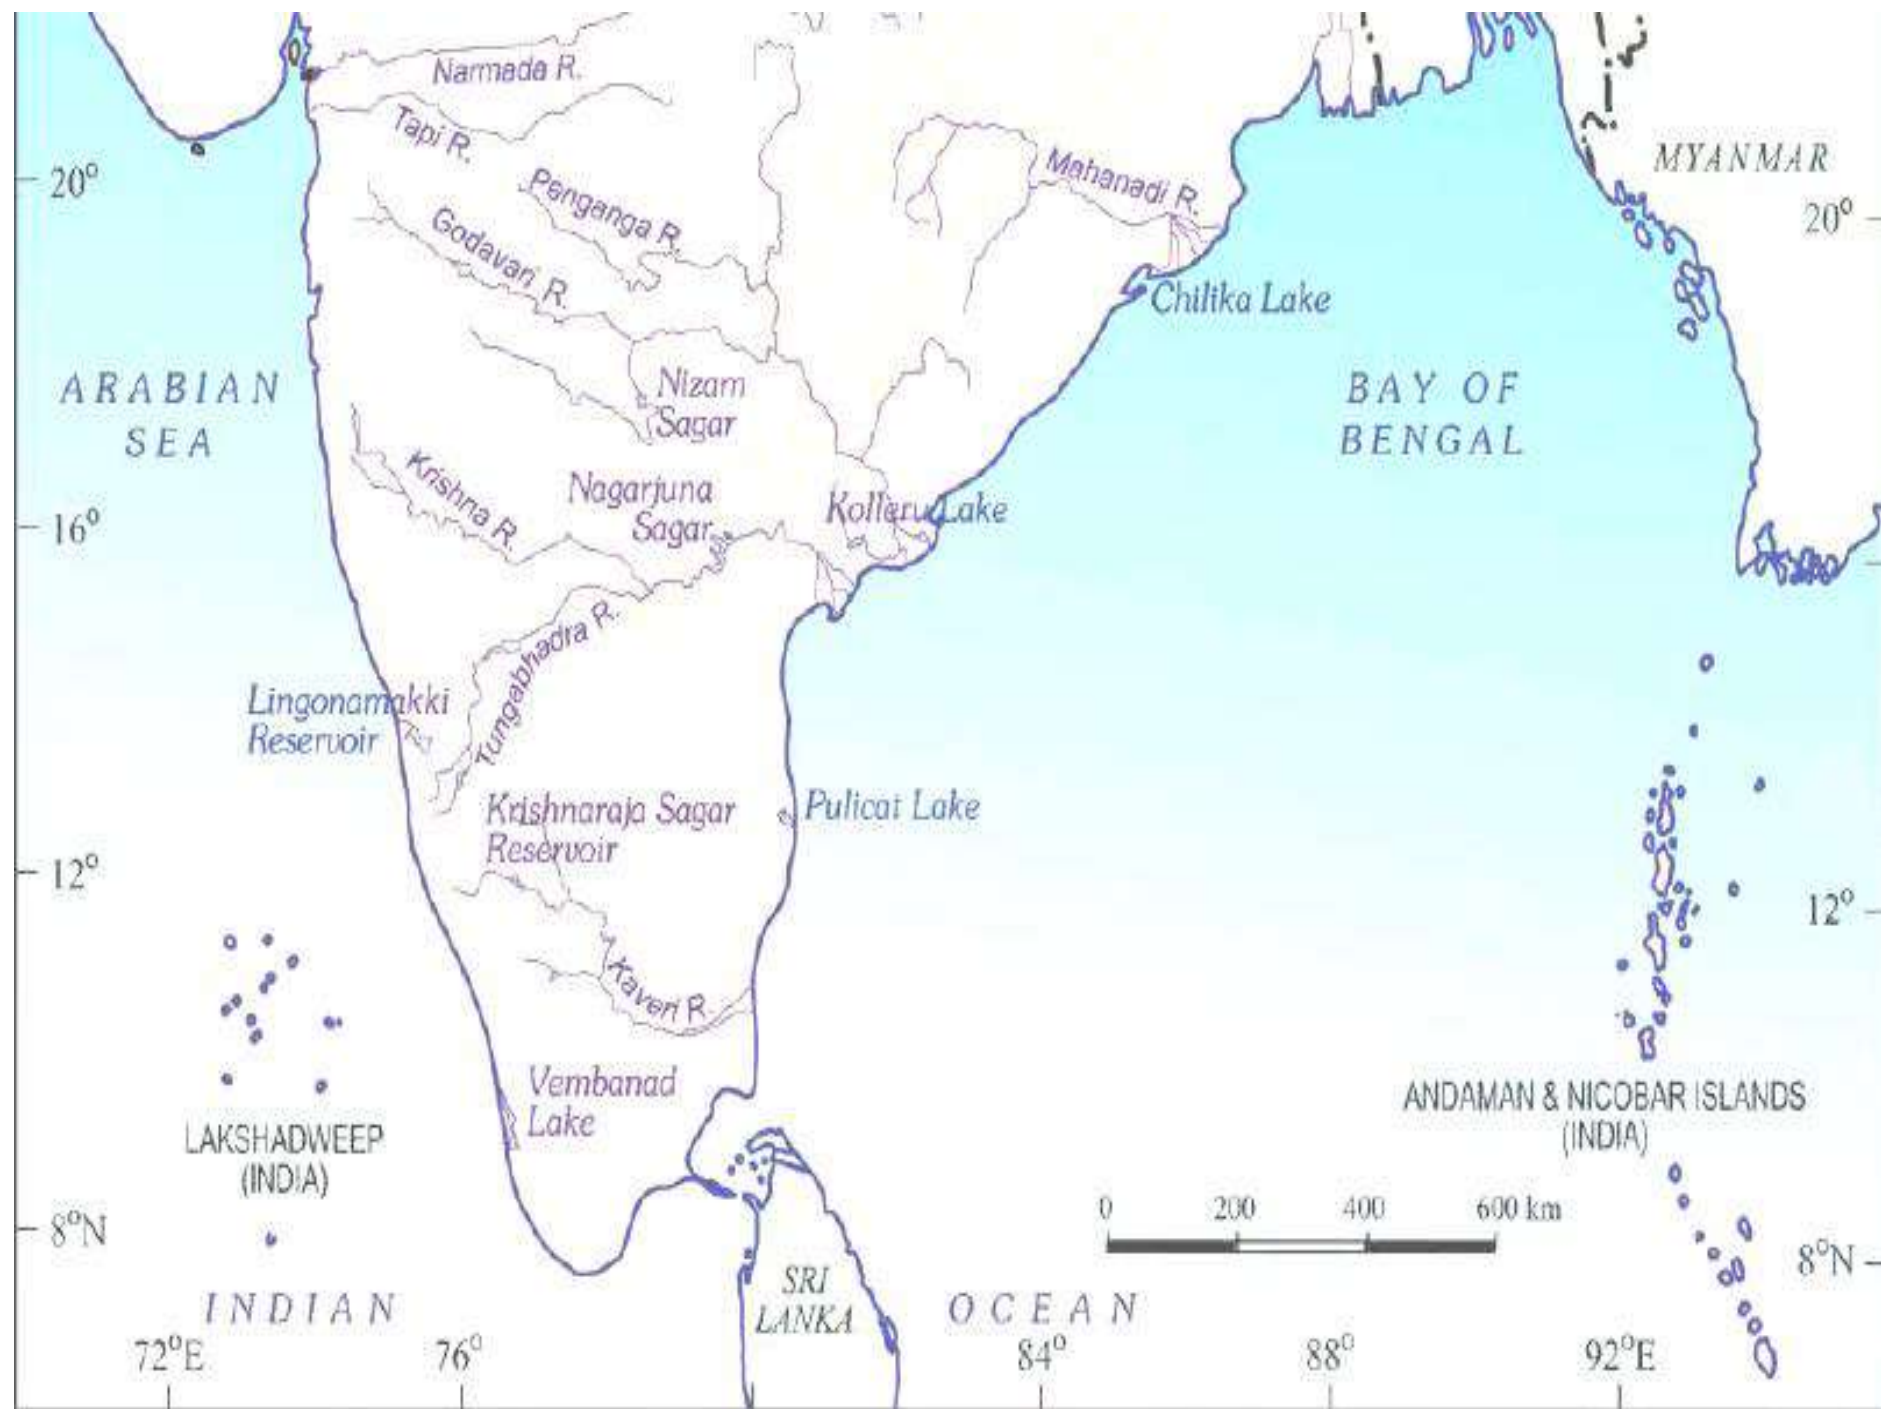 Narmada R.
Tapi R.
Penganga R.
Godavari R.
Mahanadi R.
MYANMAR
20°
20°
Chilika Lake
ARABIAN
SEA
Nizam
Sagar
BAY OF
BENGAL
Krishna R.
Nagarjuna
Sagar
Kolleru Lake
16°
Tungabhadra R.
Lingonamakki
Reservoir
Krishnaraja Sagar
Reservoir
Pulicat Lake
12°
12°
Kaveri R.
Vembanad
Lake
LAKSHADWEEP
(INDIA)
ANDAMAN & NICOBAR ISLANDS
(INDIA)
0 200 400 600 km
8°N
8°N
SRI
LANKA
INDIAN OCEAN
72°E 76° 84° 88° 92°E